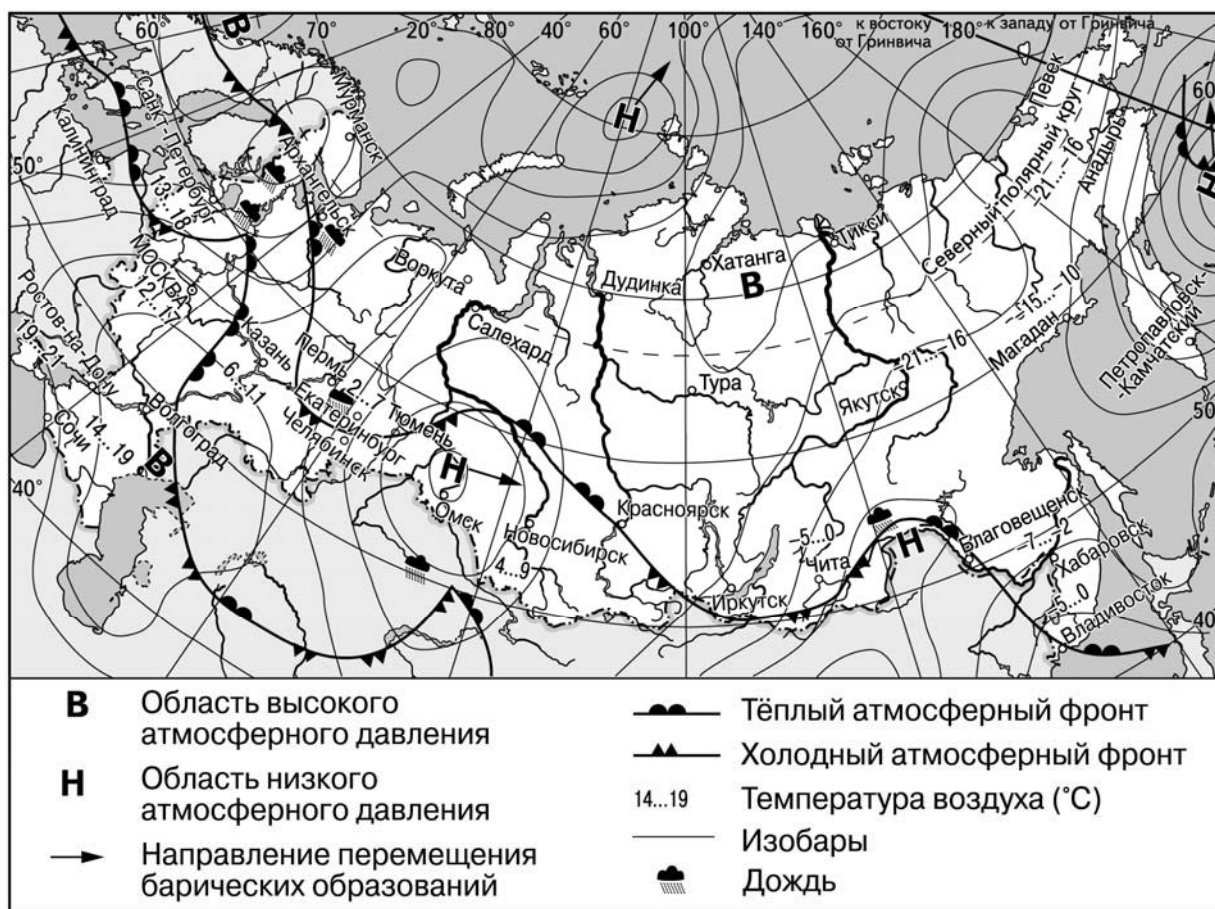 60°
70°
20
80
40
60
100
140
160
к востоку
от Гринвича
180°
к западу от Гринвича
60°
50°
40°
40°
50°
В
Н
Н
В
В
Н
Н
Мурманск
Санкт-Петербург
Калининград
Архангельск
13...18
МОСКВА
12...17
Ростов-на-Дону
19...21
Сочи
14...19
Волгоград
Казань
6...11
Пермь
2...7
Екатеринбург
Челябинск
Тюмень
Омск
Новосибирск
4...9
Воркута
Салехард
Дудинка
Хатанга
Тикси
Тура
Красноярск
Иркутск
Чита
–5...0
Якутск
–21...–16
Северный полярный круг
Певек
Анадырь
–21...–16
–15...–10
Магадан
Петропавловск-
-Камчатский
Благовещенск
–7...–2
Хабаровск
–5...0
Владивосток
В Область высокого
атмосферного давления
Н Область низкого
атмосферного давления
Направление перемещения
барических образований
Тёплый атмосферный фронт
Холодный атмосферный фронт
14...19 Температура воздуха (°С)
Изобары
Дождь